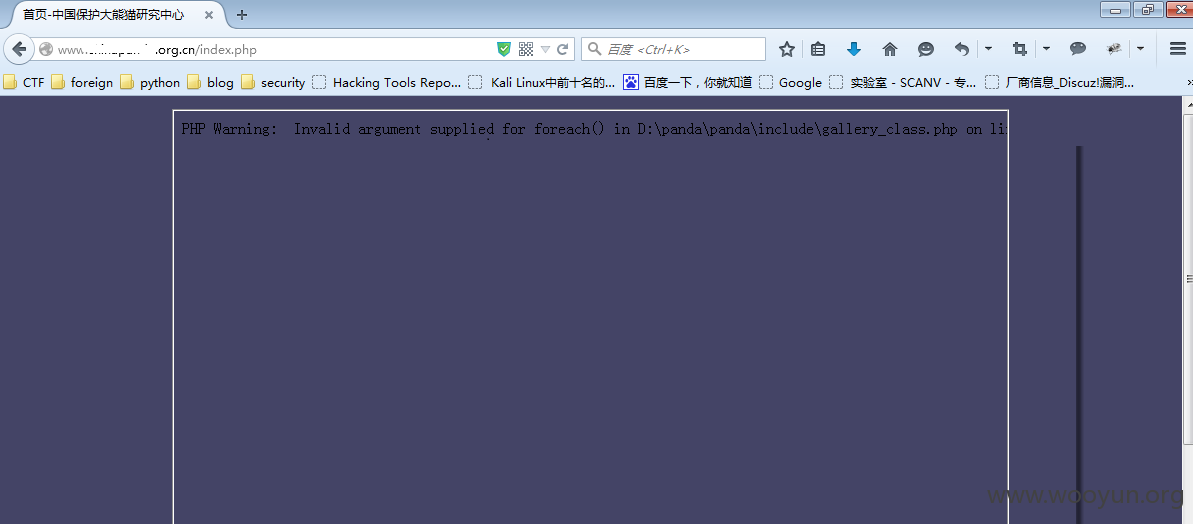 首页-中国保护大熊猫研究中心
www. .org.cn/index.php
百度 <Ctrl+K>
CTF foreign python blog security Hacking Tools Repo... Kali Linux中前十名的... 百度一下，你就知道 Google 实验室 - SCANV - 专... 厂商信息_Discuz!漏洞...
PHP Warning: Invalid argument supplied for foreach() in D:\panda\panda\include\gallery_class.php on li
www.wooyun.org